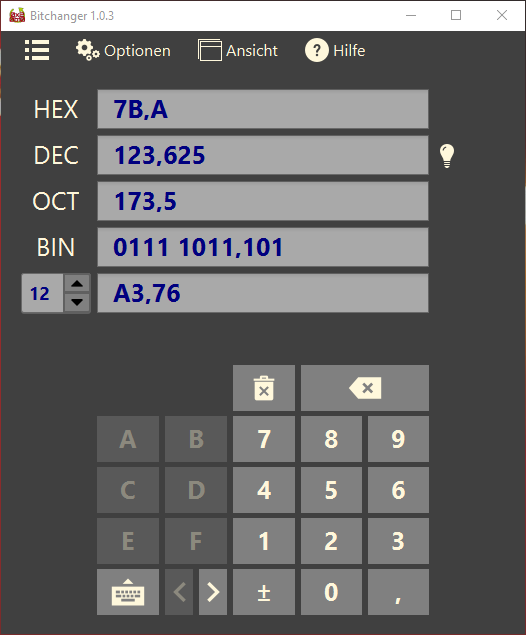 Bitchanger 1.0.3
Optionen Ansicht ? Hilfe
HEX 7B,A
DEC 123,625
OCT 173,5
BIN 0111 1011,101
12 A3,76
A B 7 8 9
C D 4 5 6
E F 1 2 3
± 0 ,